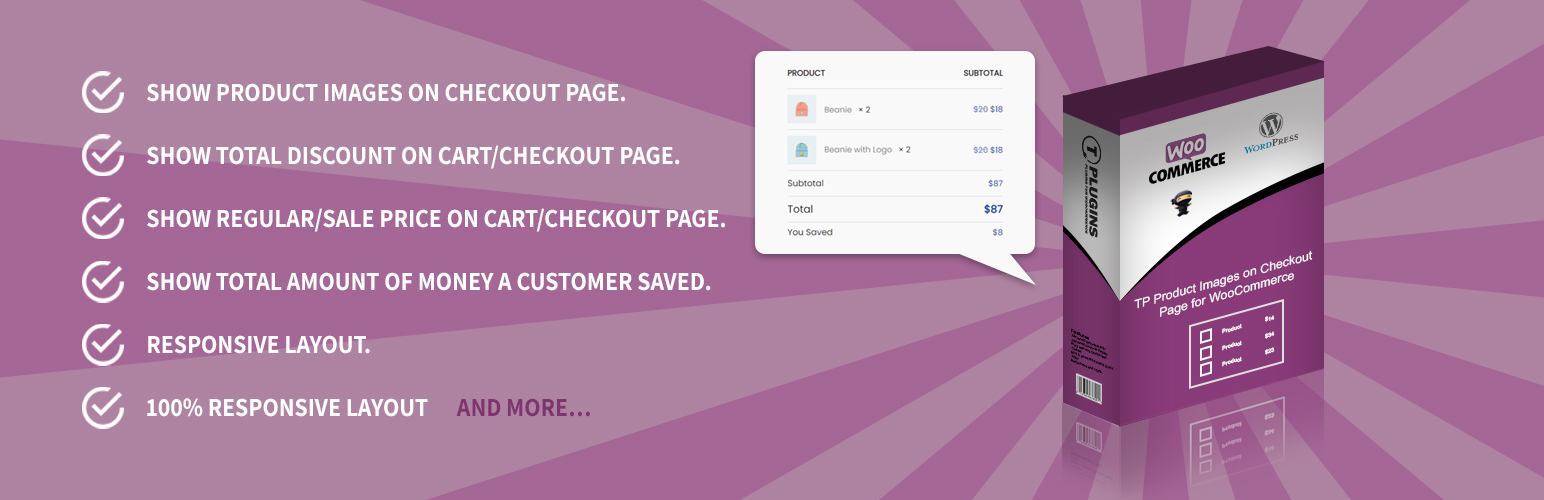 SHOW PRODUCT IMAGES ON CHECKOUT PAGE.
SHOW TOTAL DISCOUNT ON CART/CHECKOUT PAGE.
SHOW REGULAR/SALE PRICE ON CART/CHECKOUT PAGE.
SHOW TOTAL AMOUNT OF MONEY A CUSTOMER SAVED.
RESPONSIVE LAYOUT.
100% RESPONSIVE LAYOUT AND MORE...
PRODUCT SUBTOTAL
Beanie × 2 $20 $18
Beanie with Logo × 2 $20 $18
Subtotal $87
Total $87
You Saved $8
T PLUGINS
WOO
COMMERCE
W
WORDPRESS
TP Product Images on Checkout
Page for WooCommerce
Product $14
Product $34
Product $23